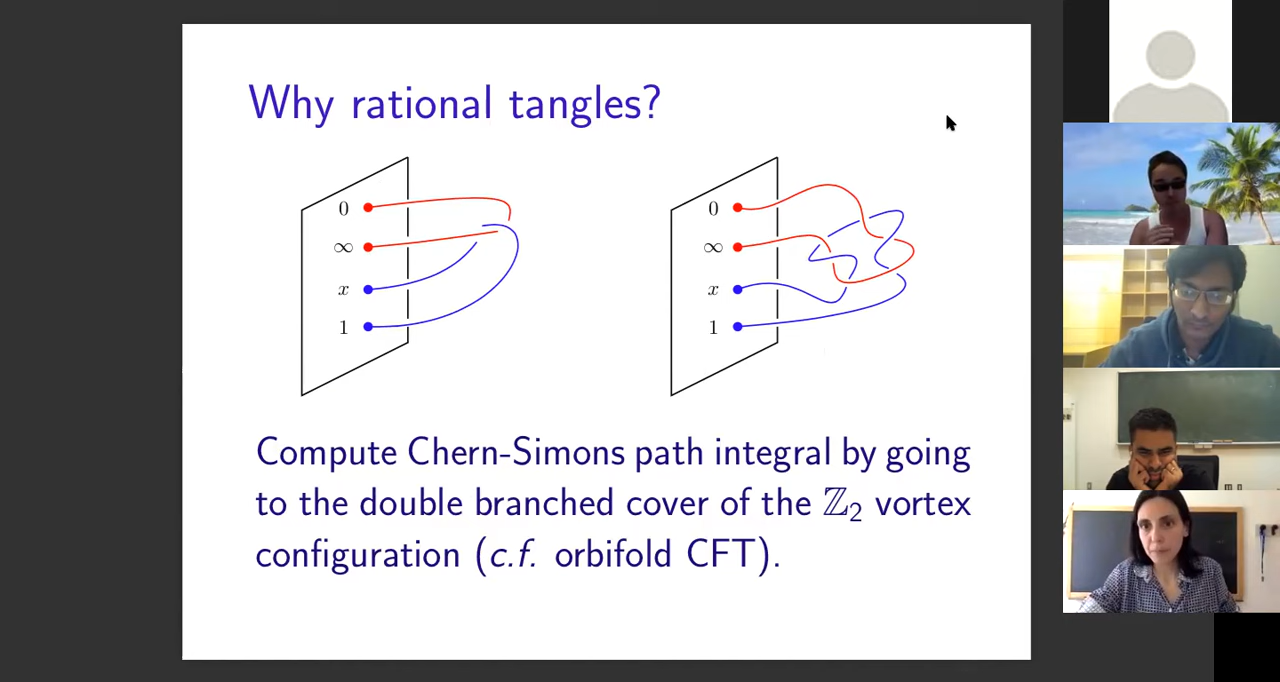 Why rational tangles?
0
∞
x
1
0
∞
x
1
Compute Chern-Simons path integral by going
to the double branched cover of the ℤ₂ vortex
configuration (c.f. orbifold CFT).